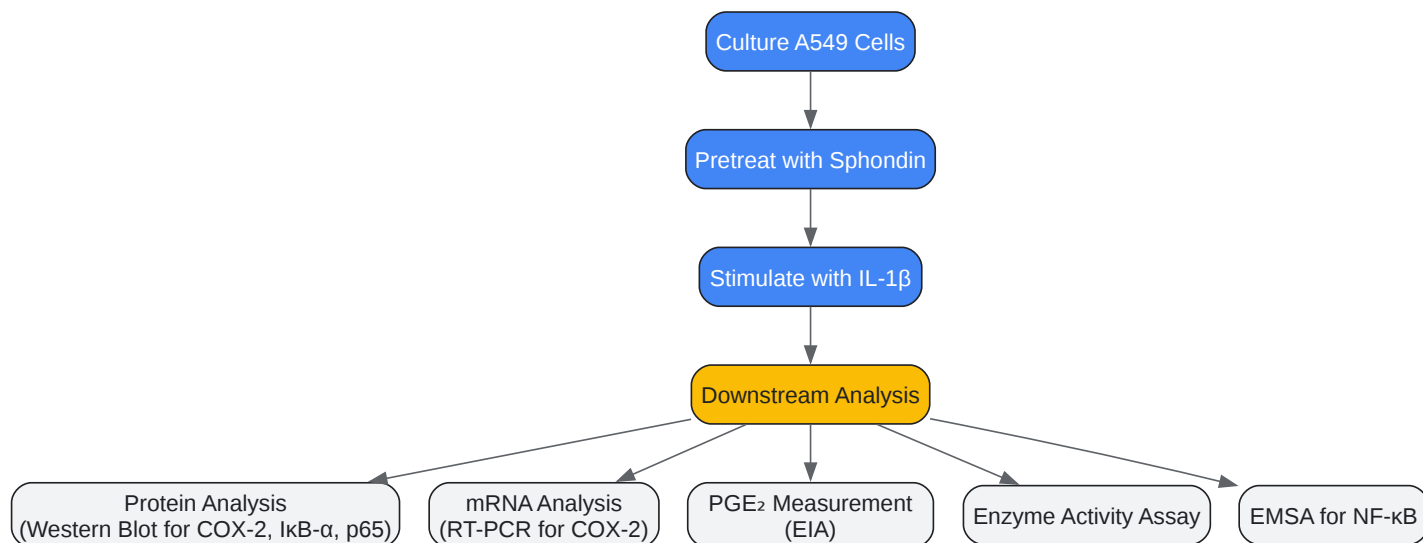 Culture A549 Cells
Pretreat with Sphondin
Stimulate with IL-1β
Downstream Analysis
Protein Analysis
(Western Blot for COX-2, IκB-α, p65)
mRNA Analysis
(RT-PCR for COX-2)
PGE₂ Measurement
(EIA)
Enzyme Activity Assay
EMSA for NF-κB